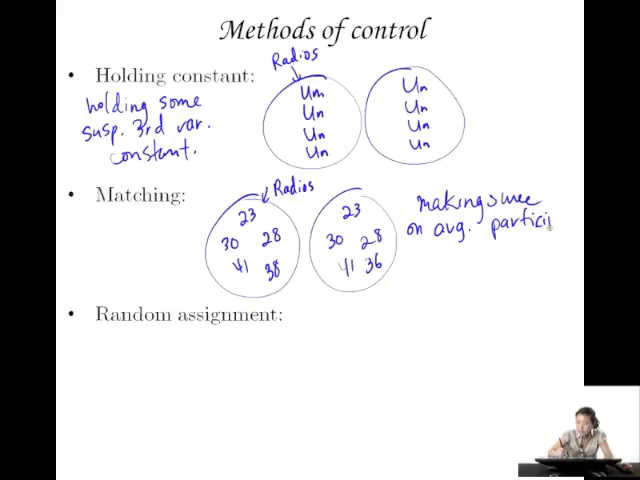 Methods of control
• Holding constant:
Radios
holding some
susp. 3rd var.
constant.
Um
Un
Un
Un
Un
Un
Un
Un
• Matching:
Radios
23
30 28
41 38
23
30 28
41 36
making sure
on avg. partici
• Random assignment: